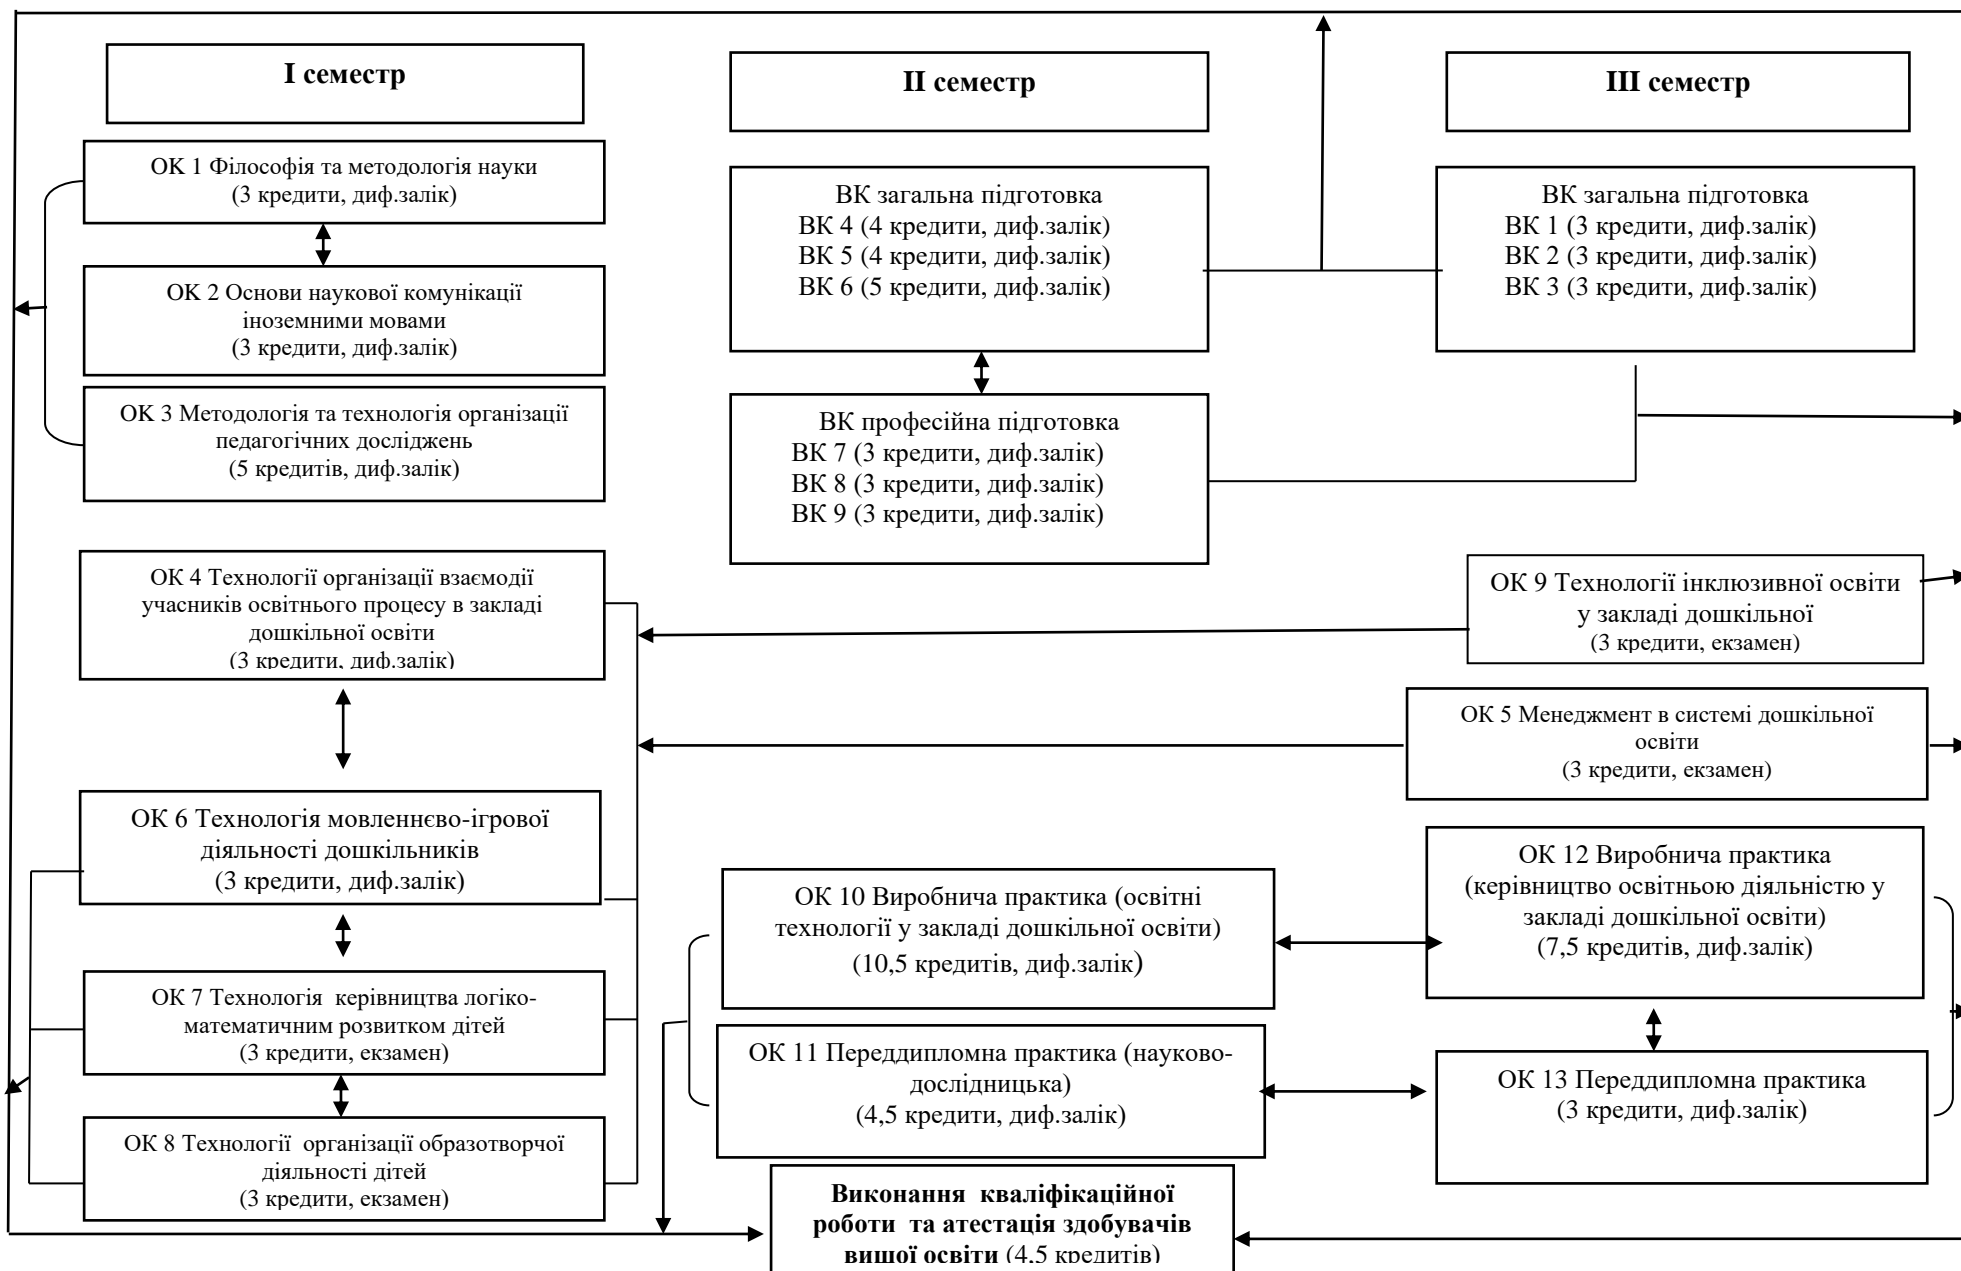 I семестр
II семестр
III семестр
ОК 1 Філософія та методологія науки
(3 кредити, диф.залік)
ОК 2 Основи наукової комунікації
іноземними мовами
(3 кредити, диф.залік)
ОК 3 Методологія та технологія організації
педагогічних досліджень
(5 кредитів, диф.залік)
ВК загальна підготовка
ВК 4 (4 кредити, диф.залік)
ВК 5 (4 кредити, диф.залік)
ВК 6 (5 кредити, диф.залік)
ВК загальна підготовка
ВК 1 (3 кредити, диф.залік)
ВК 2 (3 кредити, диф.залік)
ВК 3 (3 кредити, диф.залік)
ВК професійна підготовка
ВК 7 (3 кредити, диф.залік)
ВК 8 (3 кредити, диф.залік)
ВК 9 (3 кредити, диф.залік)
ОК 4 Технології організації взаємодії
учасників освітнього процесу в закладі
дошкільної освіти
(3 кредити, диф.залік)
ОК 9 Технології інклюзивної освіти
у закладі дошкільної
(3 кредити, екзамен)
ОК 5 Менеджмент в системі дошкільної
освіти
(3 кредити, екзамен)
ОК 6 Технологія мовленнєво-ігрової
діяльності дошкільників
(3 кредити, диф.залік)
ОК 7 Технологія керівництва логіко-
математичним розвитком дітей
(3 кредити, екзамен)
ОК 8 Технології організації образотворчої
діяльності дітей
(3 кредити, екзамен)
ОК 10 Виробнича практика (освітні
технології у закладі дошкільної освіти)
(10,5 кредитів, диф.залік)
ОК 11 Переддипломна практика (науково-
дослідницька)
(4,5 кредити, диф.залік)
ОК 12 Виробнича практика
(керівництво освітньою діяльністю у
закладі дошкільної освіти)
(7,5 кредитів, диф.залік)
ОК 13 Переддипломна практика
(3 кредити, диф.залік)
Виконання кваліфікаційної
роботи та атестація здобувачів
вищої освіти (4,5 кредитів)